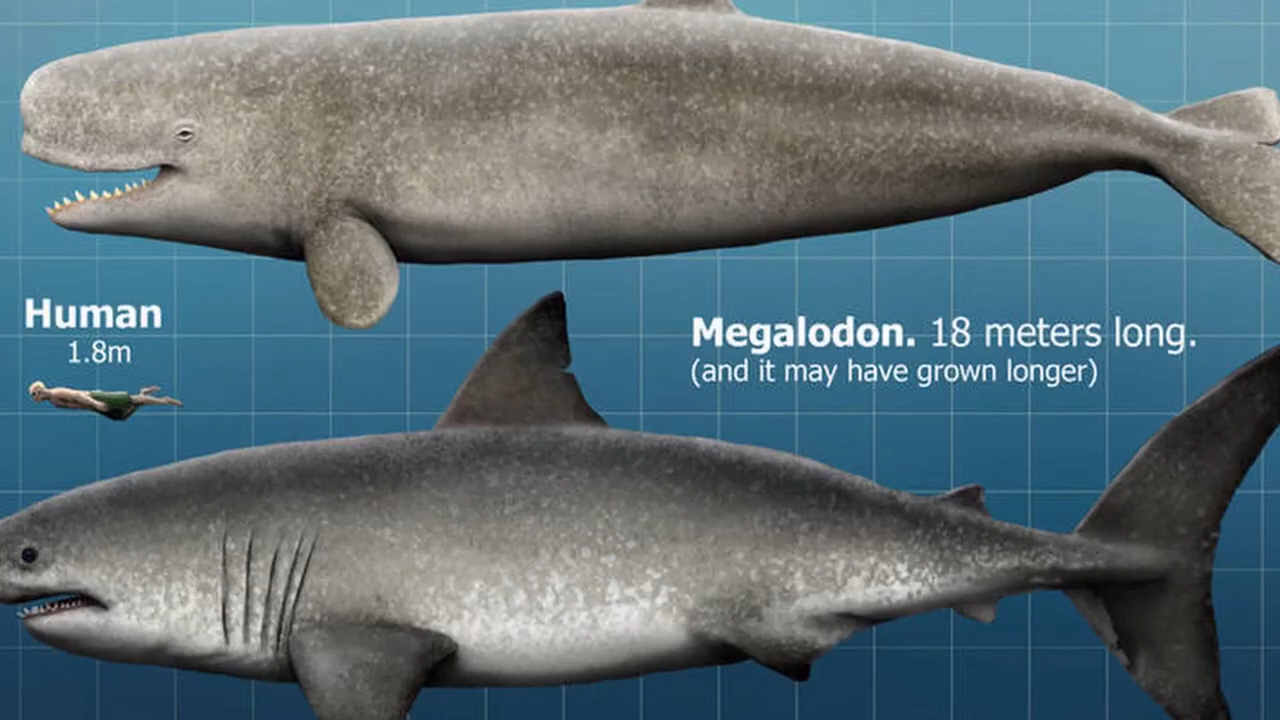 Human
1.8m
Megalodon. 18 meters long.
(and it may have grown longer)